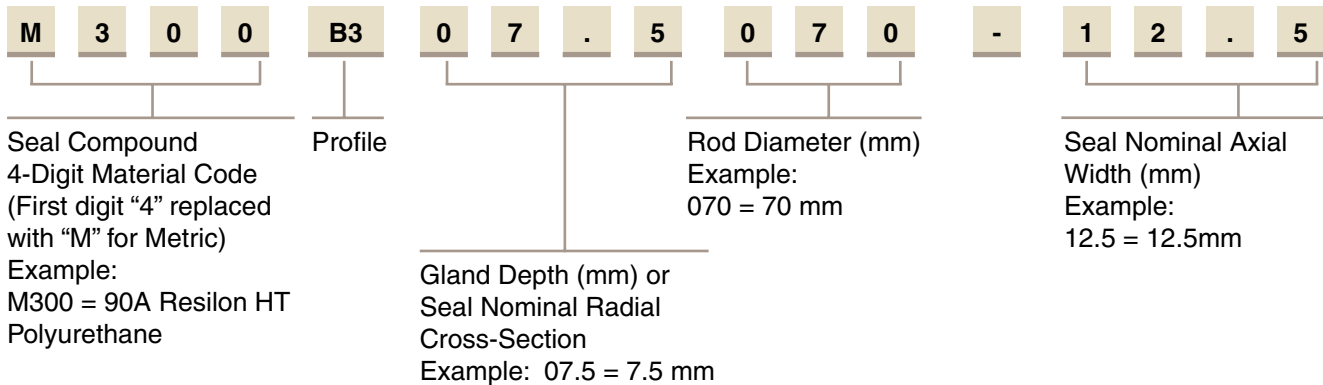 M 3 0 0 B3 0 7 . 5 0 7 0 - 1 2 . 5
Seal Compound
4-Digit Material Code
(First digit “4” replaced
with “M” for Metric)
Example:
M300 = 90A Resilon HT
Polyurethane
Profile
Gland Depth (mm) or
Seal Nominal Radial
Cross-Section
Example: 07.5 = 7.5 mm
Rod Diameter (mm)
Example:
070 = 70 mm
Seal Nominal Axial
Width (mm)
Example:
12.5 = 12.5mm